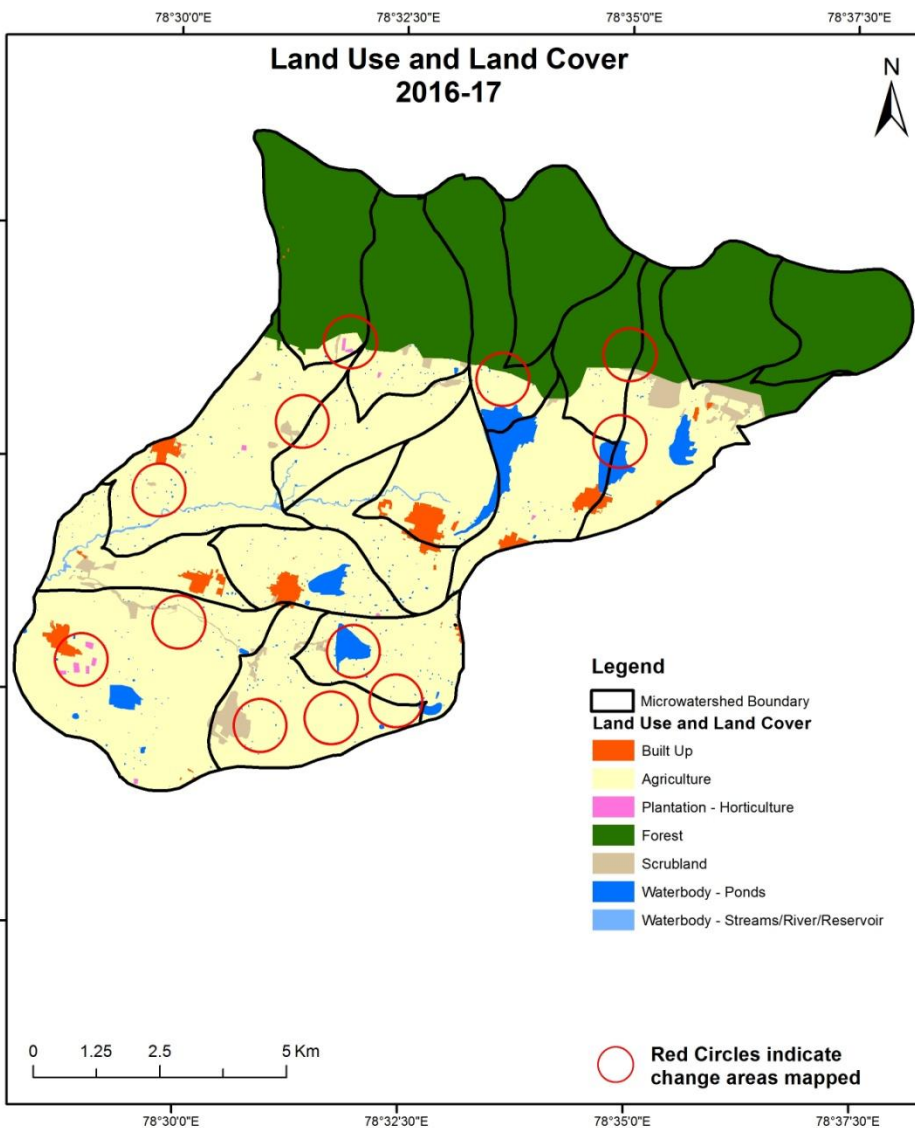 78°30'0"E 78°32'30"E 78°35'0"E 78°37'30"E
Land Use and Land Cover
2016-17
N
Legend
Microwatershed Boundary
Land Use and Land Cover
Built Up
Agriculture
Plantation - Horticulture
Forest
Scrubland
Waterbody - Ponds
Waterbody - Streams/River/Reservoir
0 1.25 2.5 5 Km
Red Circles indicate
change areas mapped
78°30'0"E 78°32'30"E 78°35'0"E 78°37'30"E